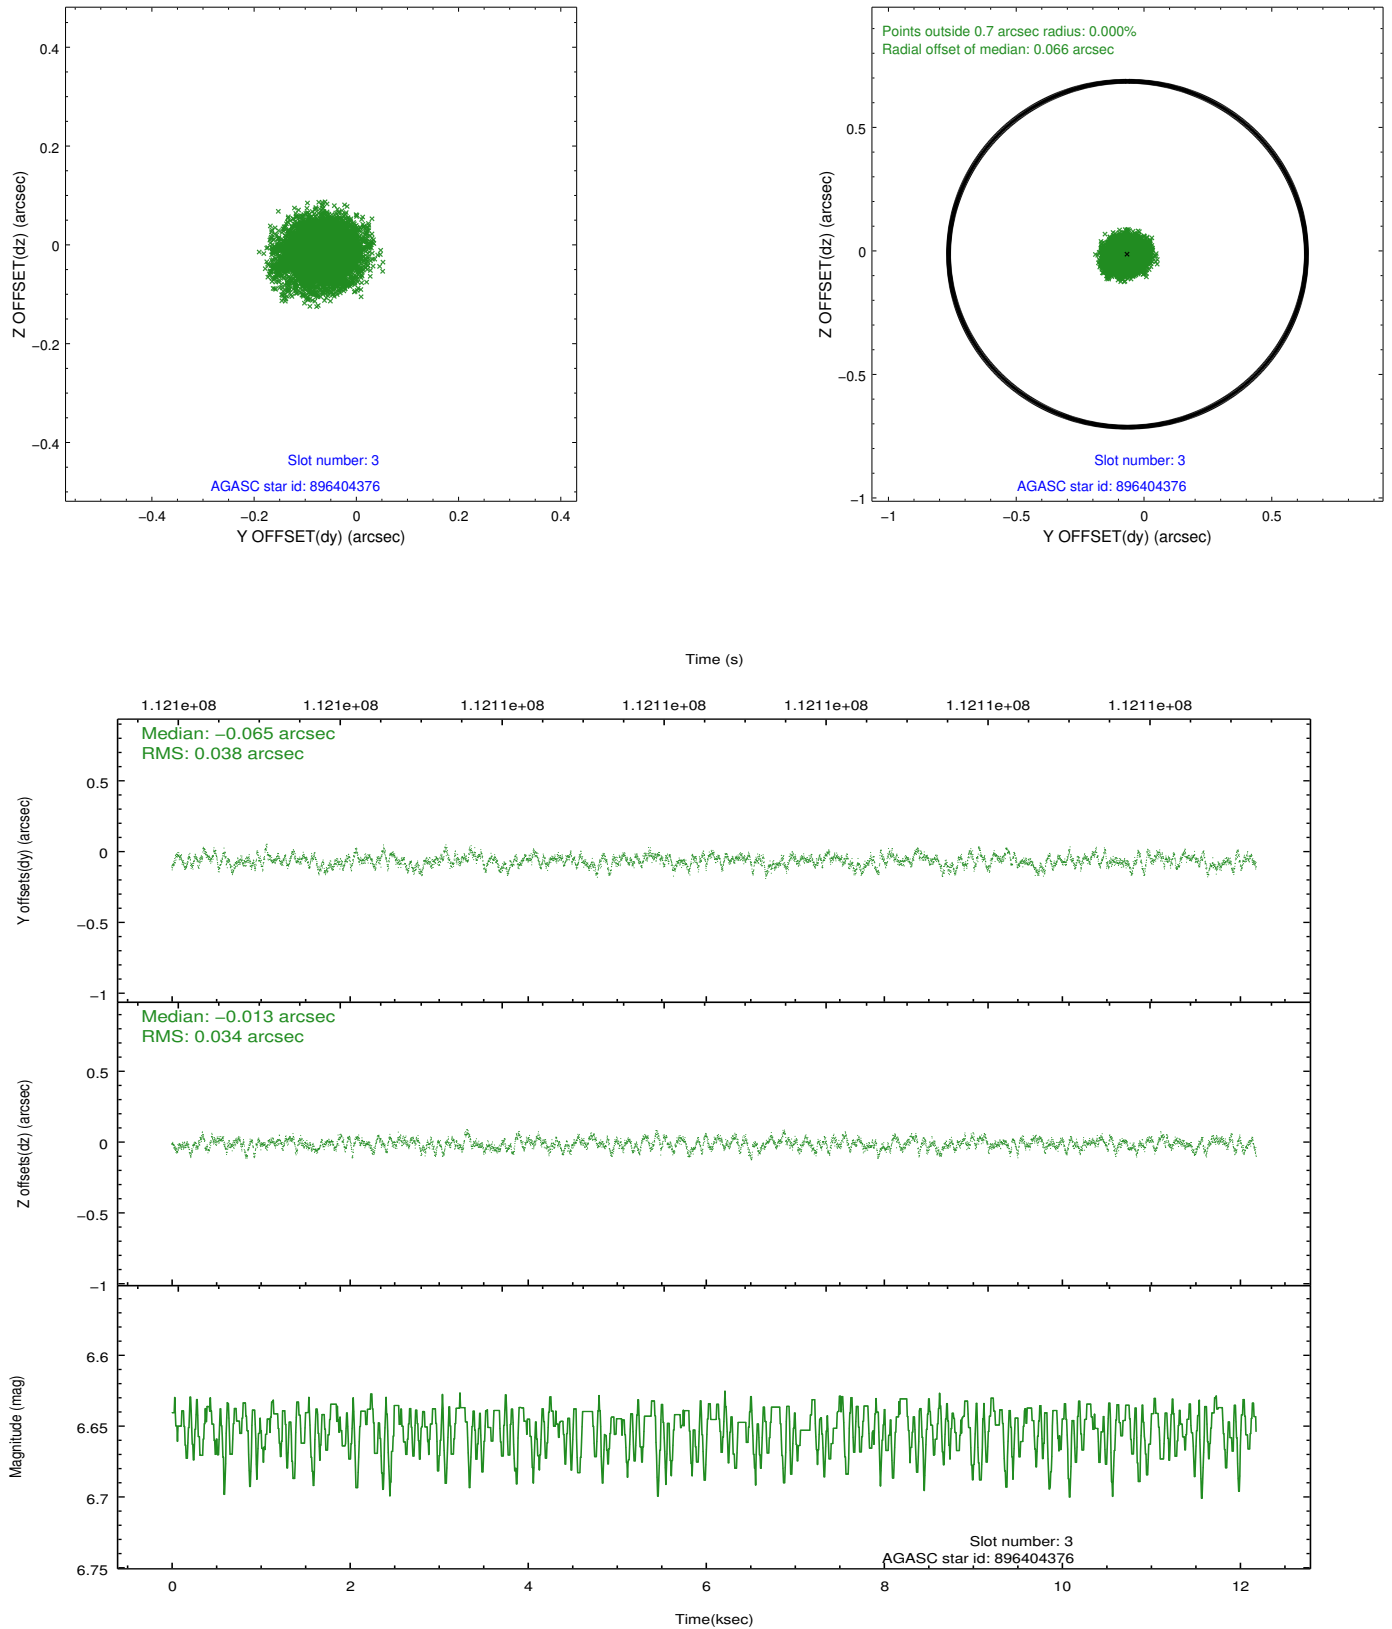 0.4
0.2
0
−0.2
−0.4
Z OFFSET(dz) (arcsec)
Slot number: 3
AGASC star id: 896404376
−0.4 −0.2 0 0.2 0.4
Y OFFSET(dy) (arcsec)
Points outside 0.7 arcsec radius: 0.000%
Radial offset of median: 0.066 arcsec
0.5
0
−0.5
−1
Z OFFSET(dz) (arcsec)
Slot number: 3
AGASC star id: 896404376
−1 −0.5 0 0.5
Y OFFSET(dy) (arcsec)
Time (s)
1.121e+08 1.121e+08 1.1211e+08 1.1211e+08 1.1211e+08 1.1211e+08 1.1211e+08
Median: −0.065 arcsec
RMS: 0.038 arcsec
0.5
0
−0.5
−1
Y offsets(dy) (arcsec)
Median: −0.013 arcsec
RMS: 0.034 arcsec
0.5
0
−0.5
−1
Z offsets(dz) (arcsec)
6.6
6.65
6.7
6.75
Magnitude (mag)
Slot number: 3
AGASC star id: 896404376
0 2 4 6 8 10 12
Time(ksec)